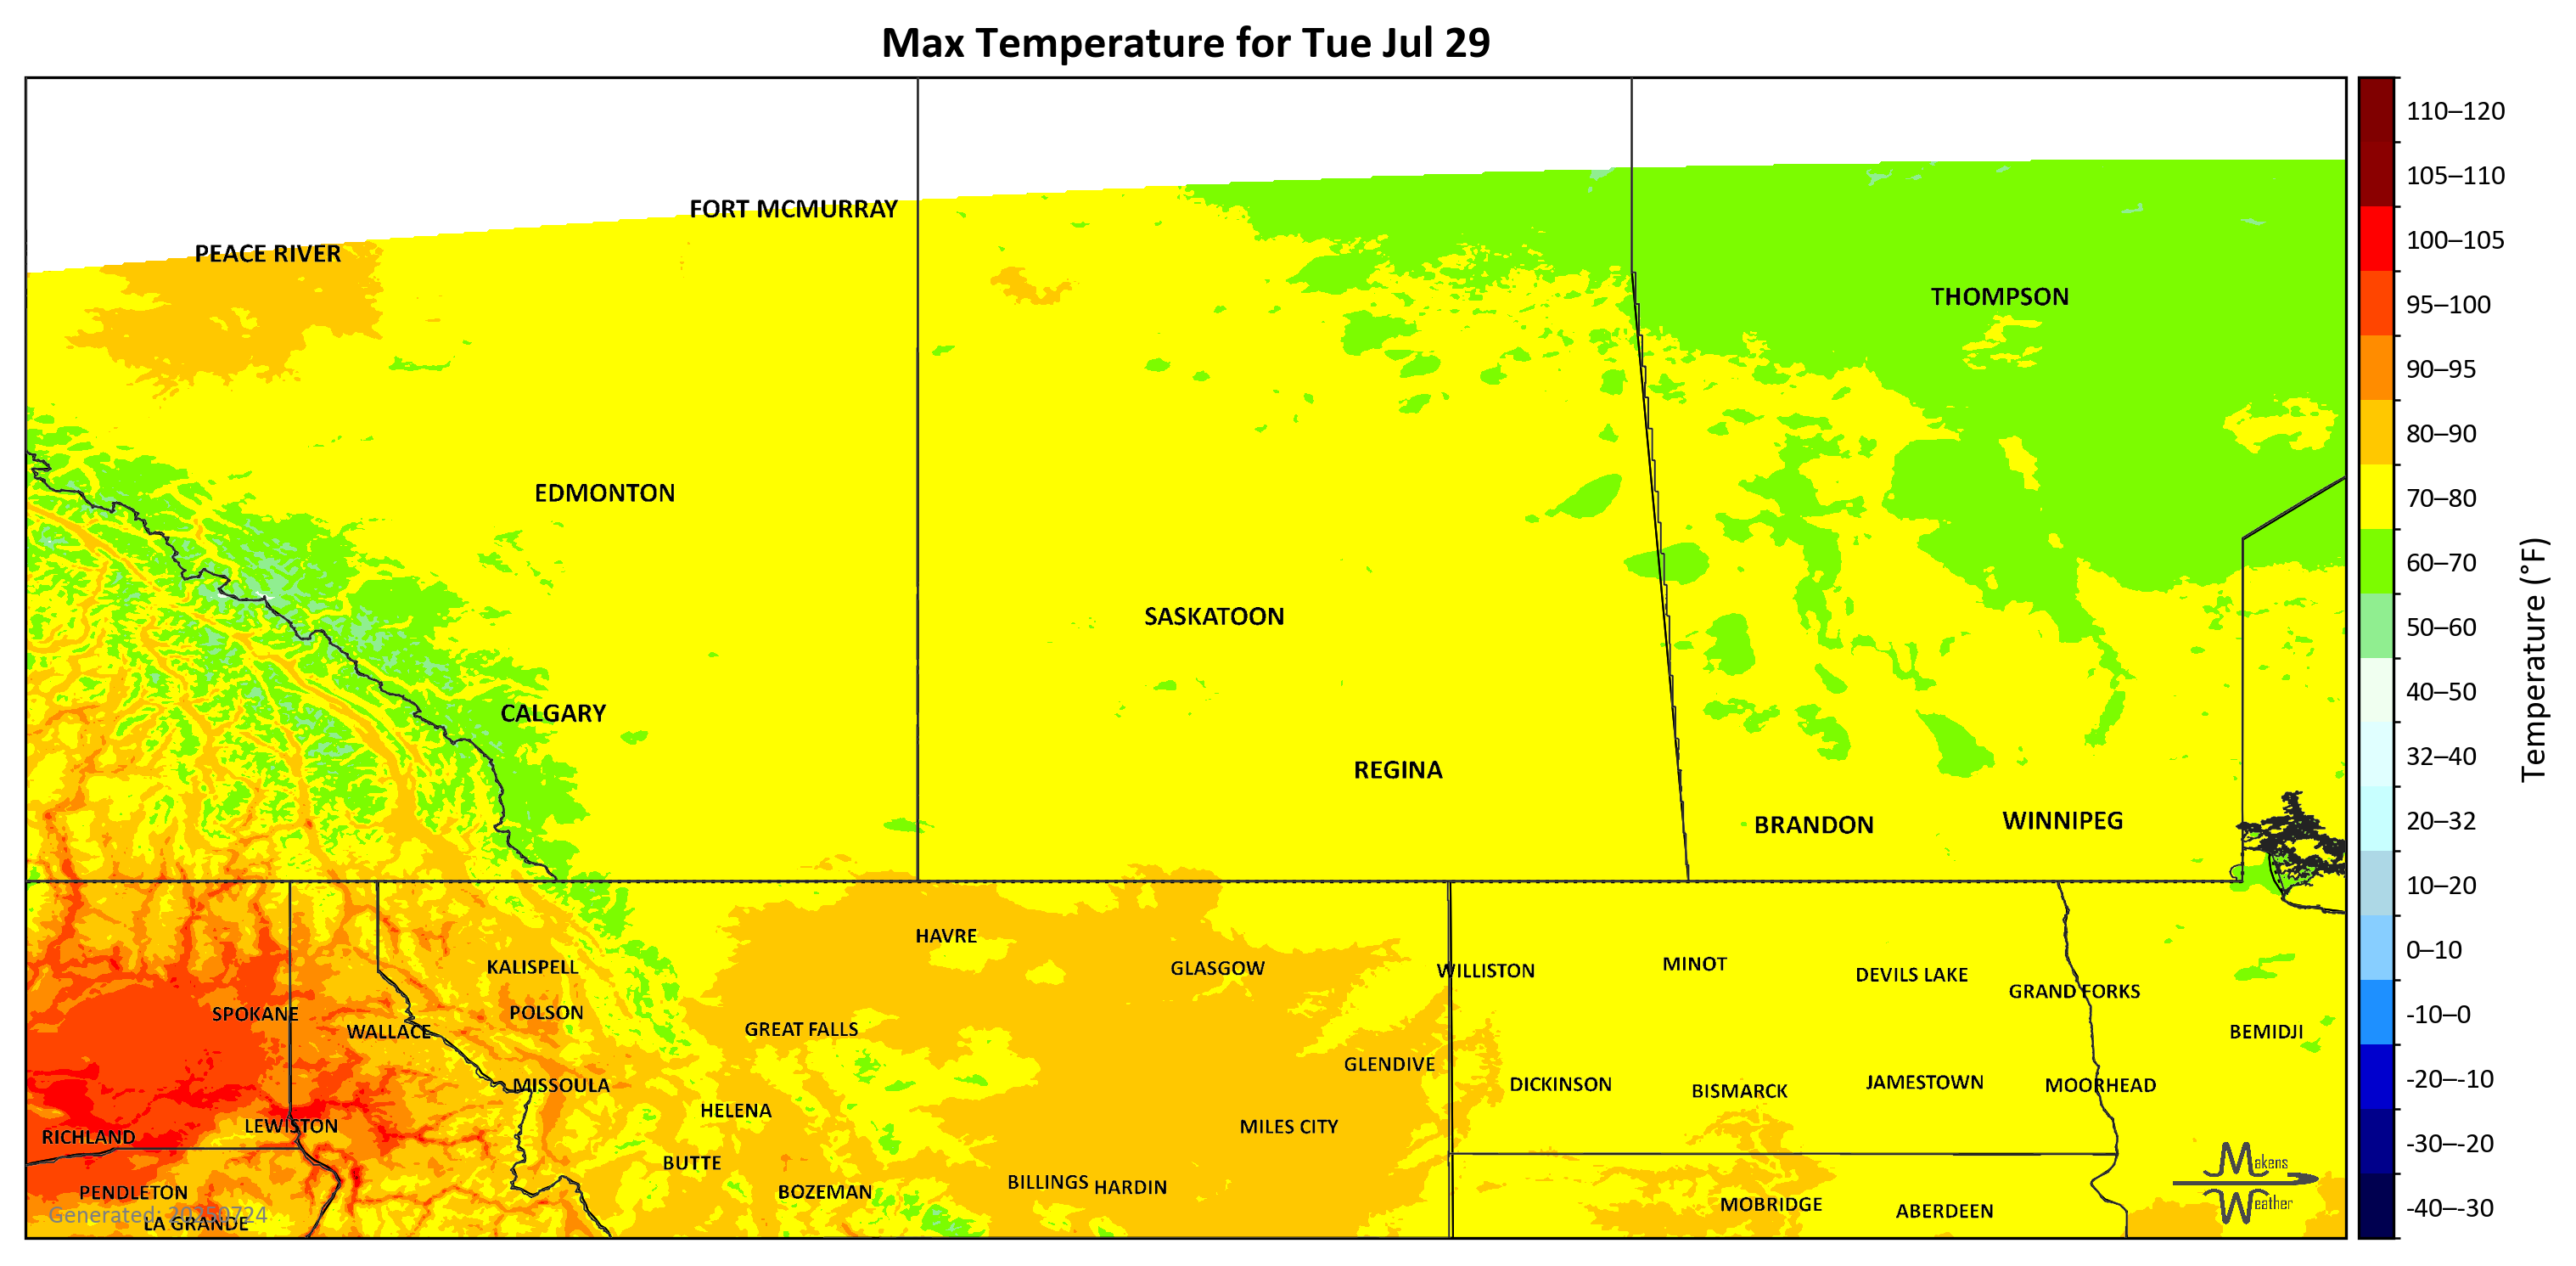 Max Temperature for Tue Jul 29
110–120
105–110
FORT MCMURRAY
100–105
PEACE RIVER
THOMPSON
95–100
90–95
80–90
EDMONTON
70–80
60–70
SASKATOON
50–60
Temperature (°F)
40–50
CALGARY
32–40
REGINA
20–32
BRANDON
WINNIPEG
10–20
HAVRE
0–10
KALISPELL
GLASGOW
WILLISTON
MINOT
DEVILS LAKE
GRAND FORKS
SPOKANE
POLSON
-10–0
WALLACE
GREAT FALLS
BEMIDJI
GLENDIVE
-20–-10
MISSOULA
DICKINSON
BISMARCK
JAMESTOWN
MOORHEAD
HELENA
LEWISTON
MILES CITY
RICHLAND
-30–-20
BUTTE
Makens
PENDLETON
BOZEMAN
BILLINGS
HARDIN
MOBRIDGE
Weather
-40–-30
Generated: 20250724
LA GRANDE
ABERDEEN